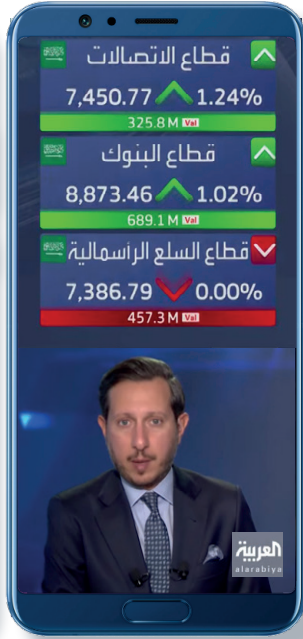 قطاع الاتصالات
7,450.77 1.24%
325.8 M Val
قطاع البنوك
8,873.46 1.02%
689.1 M Val
قطاع السلع الرأسمالية
7,386.79 0.00%
457.3 M Val
العربية
alarabiya